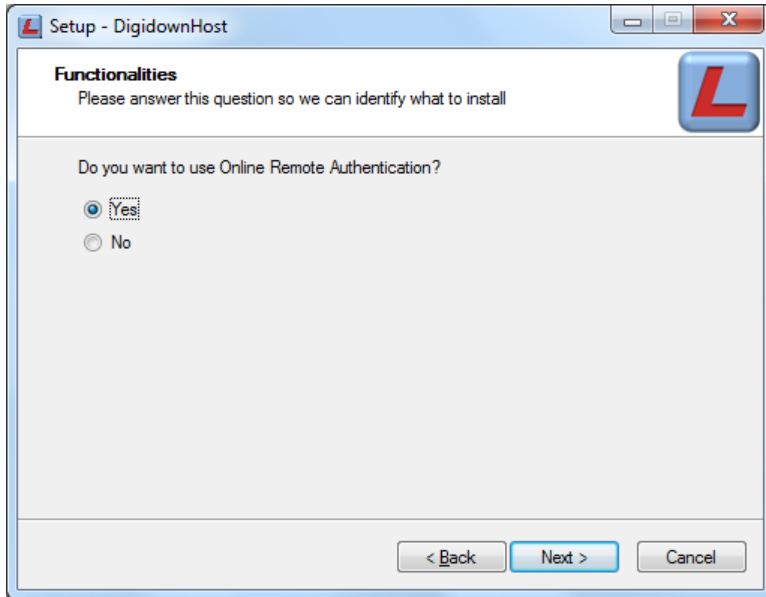 Setup - DigidownHost
Functionalities
Please answer this question so we can identify what to install
L
Do you want to use Online Remote Authentication?
Yes
No
< Back
Next >
Cancel